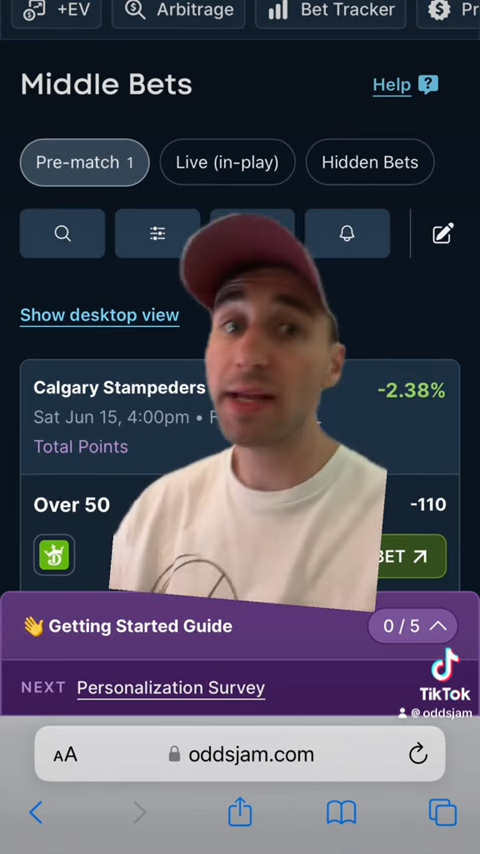 +EV
Arbitrage
Bet Tracker
Middle Bets
Help ?
Pre-match 1
Live (in-play)
Hidden Bets
Show desktop view
Calgary Stampeders
-2.38%
Sat Jun 15, 4:00pm •
Total Points
Over 50
-110
BET
👋 Getting Started Guide
0 / 5
NEXT Personalization Survey
TikTok
@oddsjam
AA
oddsjam.com